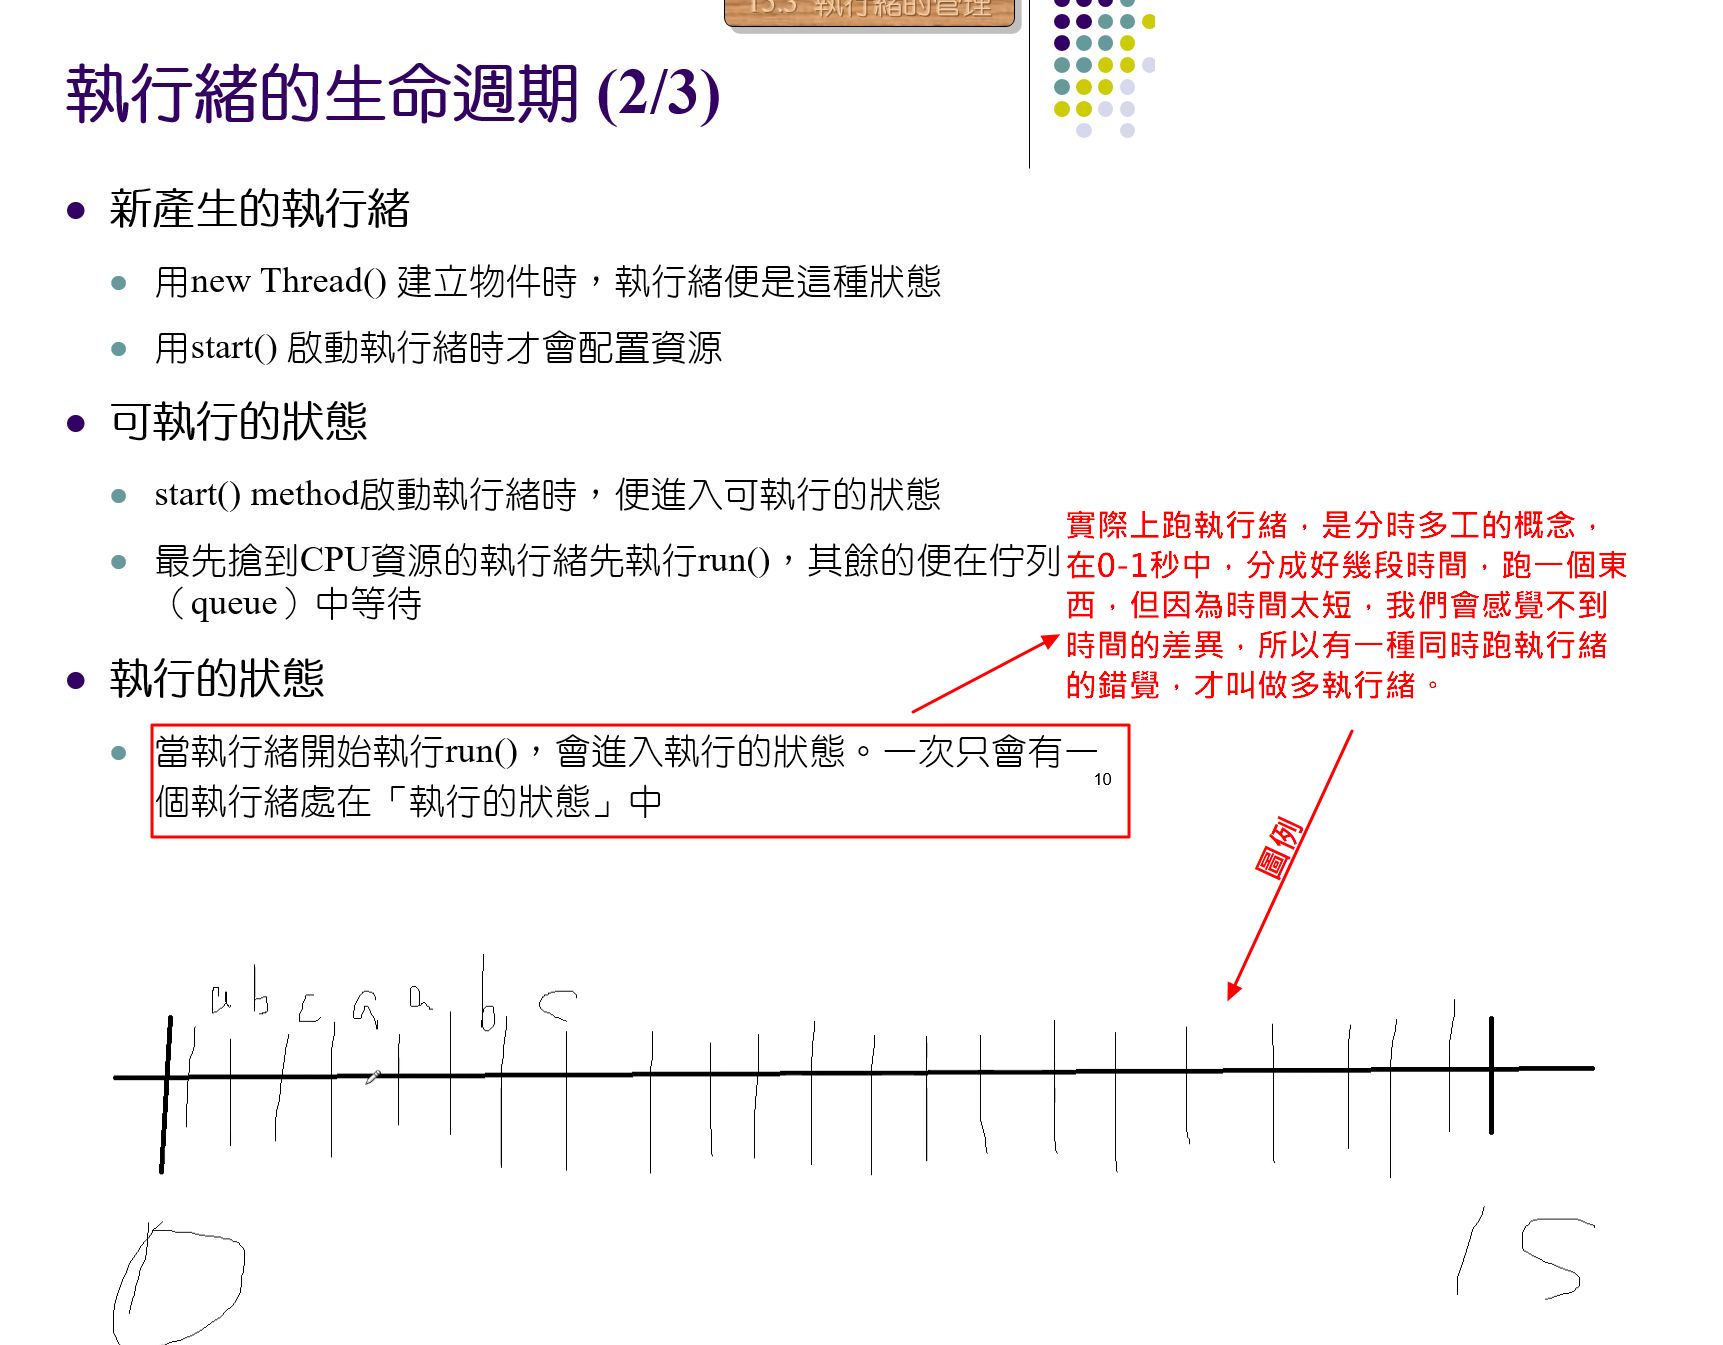 15.3 執行緒的管理
執行緒的生命週期 (2/3)
新產生的執行緒
用new Thread() 建立物件時，執行緒便是這種狀態
用start() 啟動執行緒時才會配置資源
可執行的狀態
start() method啟動執行緒時，便進入可執行的狀態
最先搶到CPU資源的執行緒先執行run()，其餘的便在佇列
（queue）中等待
執行的狀態
當執行緒開始執行run()，會進入執行的狀態。一次只會有一
個執行緒處在「執行的狀態」中
10
實際上跑執行緒，是分時多工的概念，
在0-1秒中，分成好幾段時間，跑一個東
西，但因為時間太短，我們會感覺不到
時間的差異，所以有一種同時跑執行緒
的錯覺，才叫做多執行緒。
圖例
a b c a a b c
0
1 S